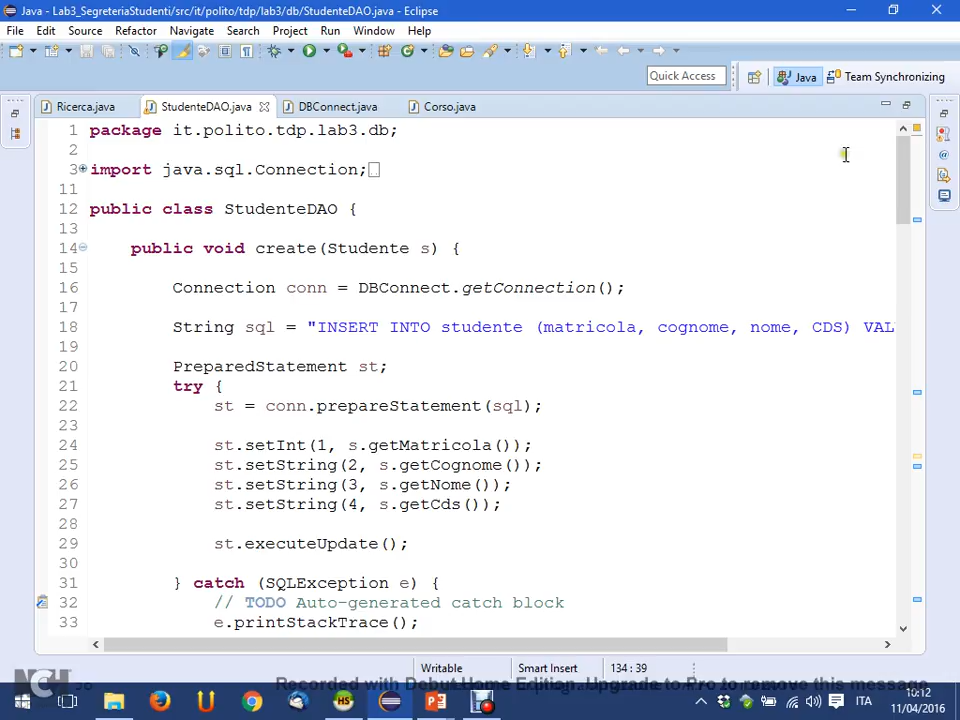 Java - Lab3_SegreteriaStudenti/src/it/polito/tdp/lab3/db/StudenteDAO.java - Eclipse
File Edit Source Refactor Navigate Search Project Run Window Help
Quick Access
Java
Team Synchronizing
Ricerca.java StudenteDAO.java DBConnect.java Corso.java
1 package it.polito.tdp.lab3.db;
2
3 import java.sql.Connection;
11
12 public class StudenteDAO {
13
14 public void create(Studente s) {
15
16 Connection conn = DBConnect.getConnection();
17
18 String sql = "INSERT INTO studente (matricola, cognome, nome, CDS) VAL
19
20 PreparedStatement st;
21 try {
22 st = conn.prepareStatement(sql);
23
24 st.setInt(1, s.getMatricola());
25 st.setString(2, s.getCognome());
26 st.setString(3, s.getNome());
27 st.setString(4, s.getCds());
28
29 st.executeUpdate();
30
31 } catch (SQLException e) {
32 // TODO Auto-generated catch block
33 e.printStackTrace();
Writable Smart Insert 134 : 39
Recorded with Debut Home Edition. Upgrade to Pro to remove this message
NCH
ITA
10:12
11/04/2016